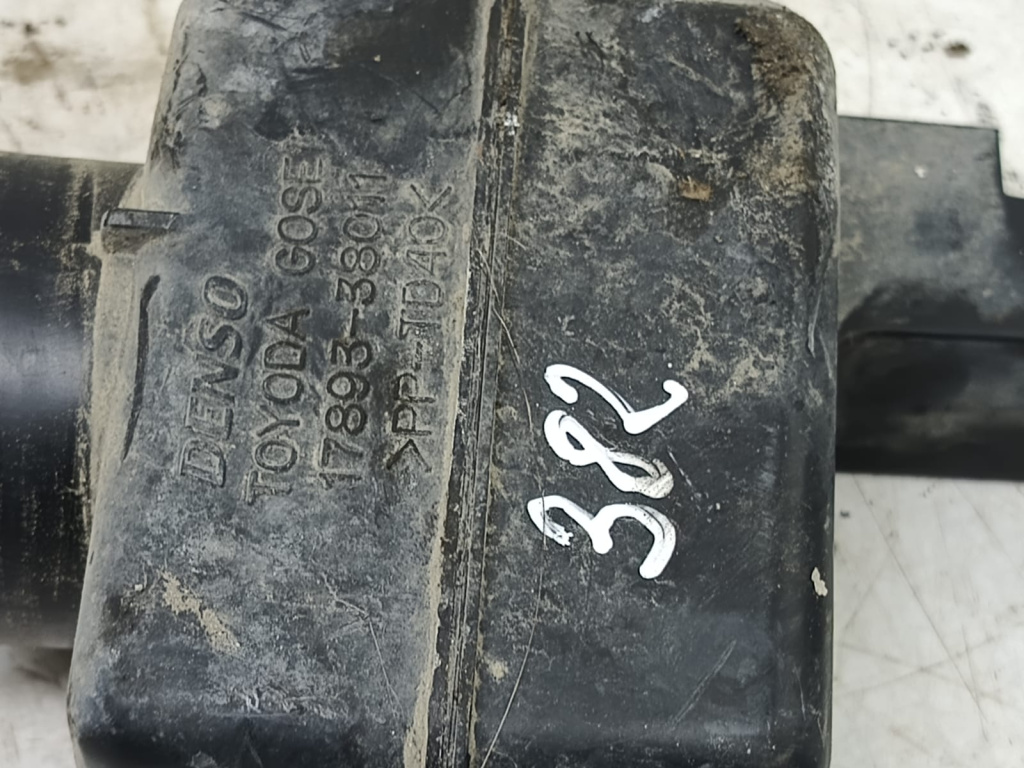 DENSO
TOYODA GOSEI
17893-38011
>PP-TD40<
382